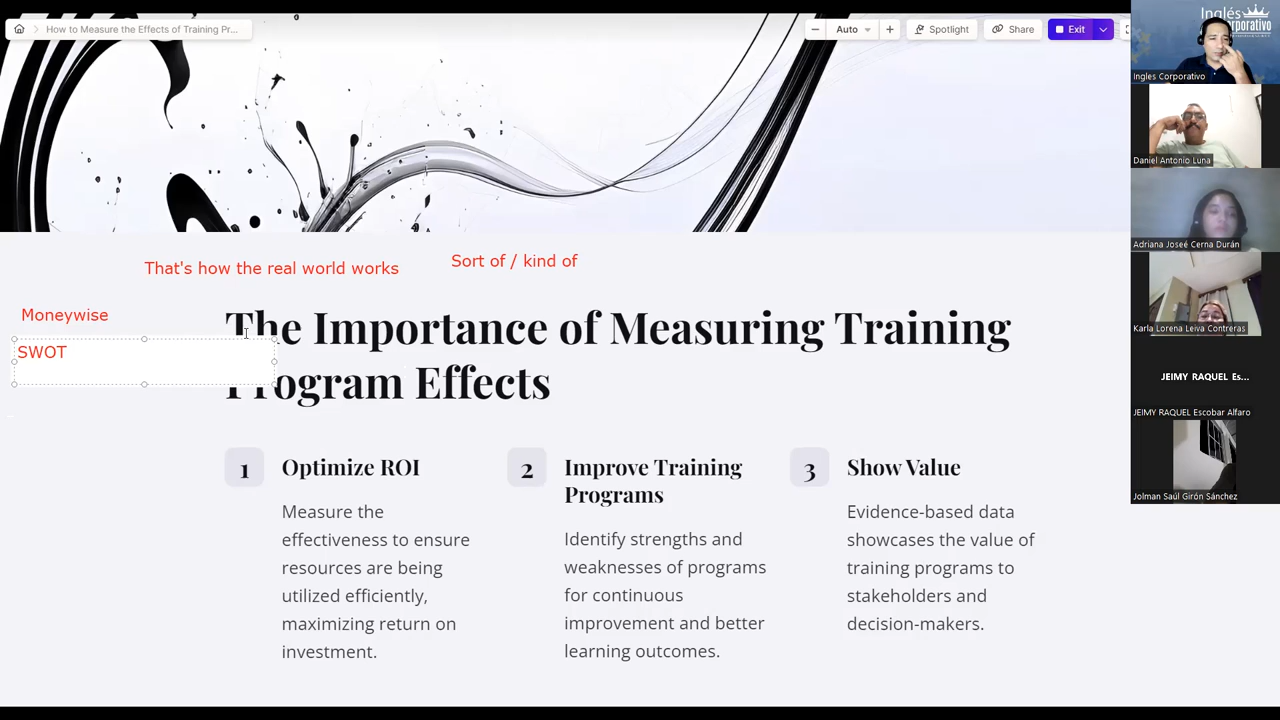 How to Measure the Effects of Training Pr...
Auto
Spotlight
Share
Exit
Inglés
Corporativo
Ingles Corporativo
Daniel Antonio Luna
Adriana Joseé Cerna Durán
Karla Lorena Leiva Contreras
JEIMY RAQUEL Es...
JEIMY RAQUEL Escobar Alfaro
Jolman Saúl Girón Sánchez
That's how the real world works
Sort of / kind of
Moneywise
SWOT
The Importance of Measuring Training
Program Effects
1
Optimize ROI
Measure the
effectiveness to ensure
resources are being
utilized efficiently,
maximizing return on
investment.
2
Improve Training
Programs
Identify strengths and
weaknesses of programs
for continuous
improvement and better
learning outcomes.
3
Show Value
Evidence-based data
showcases the value of
training programs to
stakeholders and
decision-makers.